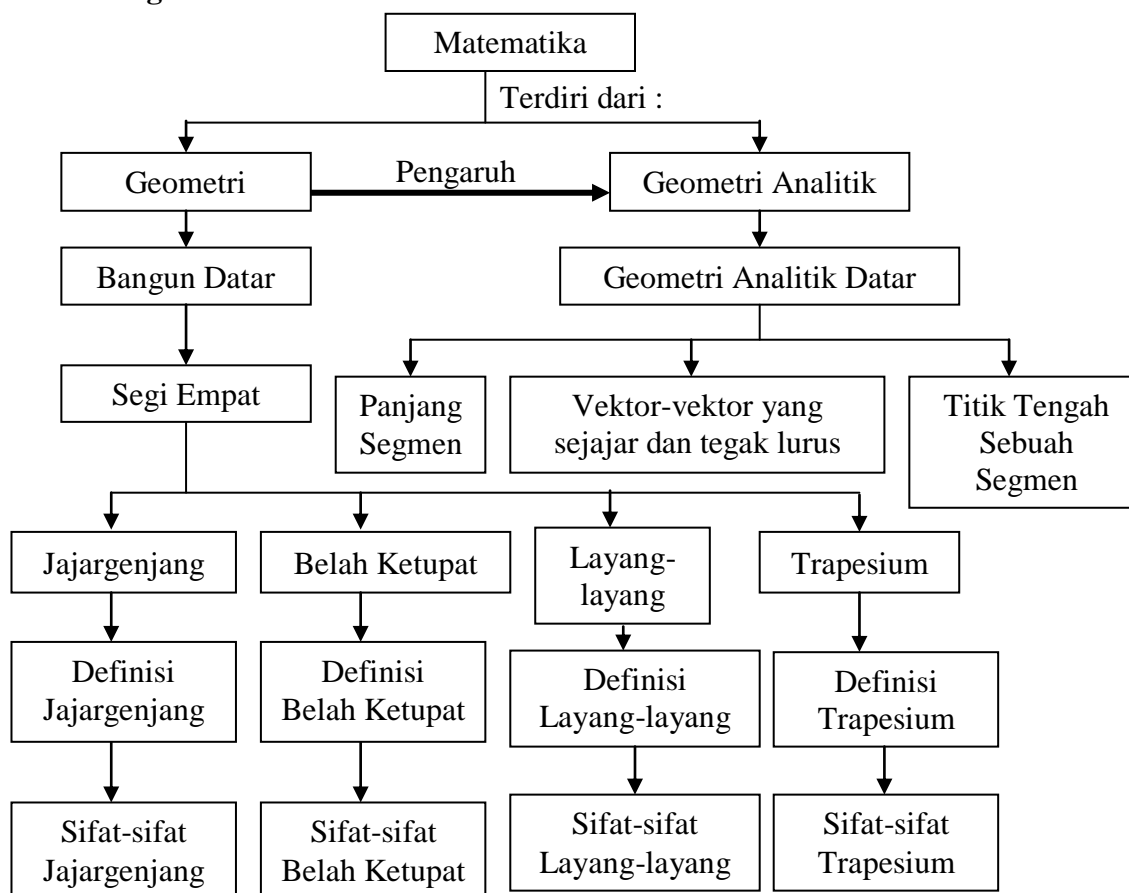 Matematika
Terdiri dari :
Geometri
Pengaruh
Geometri Analitik
Bangun Datar
Geometri Analitik Datar
Segi Empat
Panjang
Segmen
Vektor-vektor yang
sejajar dan tegak lurus
Titik Tengah
Sebuah
Segmen
Jajargenjang
Belah Ketupat
Layang-
layang
Trapesium
Definisi
Jajargenjang
Definisi
Belah Ketupat
Definisi
Layang-layang
Definisi
Trapesium
Sifat-sifat
Jajargenjang
Sifat-sifat
Belah Ketupat
Sifat-sifat
Layang-layang
Sifat-sifat
Trapesium